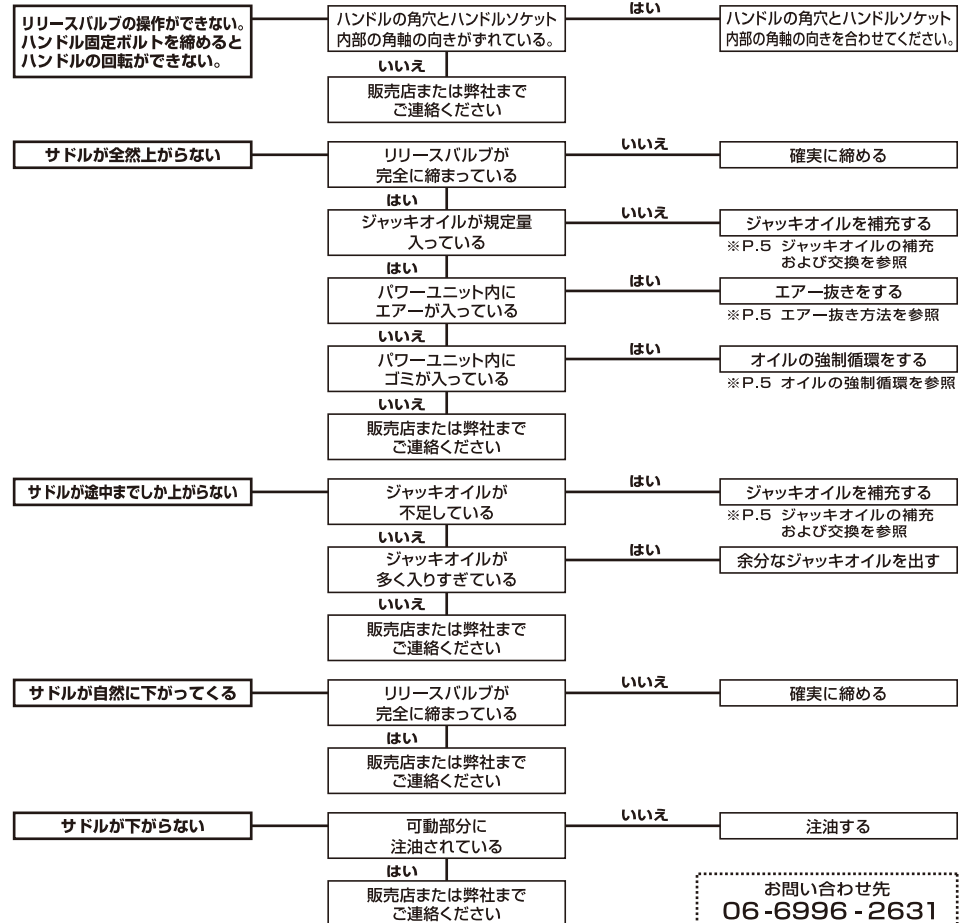 リリースバルブの操作ができない。
ハンドル固定ボルトを締めると
ハンドルの回転ができない。
ハンドルの角穴とハンドルソケット
内部の角軸の向きがずれている。
はい
ハンドルの角穴とハンドルソケット
内部の角軸の向きを合わせてください。
いいえ
販売店または弊社まで
ご連絡ください
サドルが全然上がらない
リリースバルブが
完全に締まっている
いいえ
確実に締める
はい
ジャッキオイルが規定量
入っている
いいえ
ジャッキオイルを補充する
※P.5 ジャッキオイルの補充
および交換を参照
はい
パワーユニット内に
エアーが入っている
はい
エアー抜きをする
※P.5 エアー抜き方法を参照
いいえ
パワーユニット内に
ゴミが入っている
はい
オイルの強制循環をする
※P.5 オイルの強制循環を参照
いいえ
販売店または弊社まで
ご連絡ください
サドルが途中までしか上がらない
ジャッキオイルが
不足している
はい
ジャッキオイルを補充する
※P.5 ジャッキオイルの補充
および交換を参照
いいえ
ジャッキオイルが
多く入りすぎている
はい
余分なジャッキオイルを出す
いいえ
販売店または弊社まで
ご連絡ください
サドルが自然に下がってくる
リリースバルブが
完全に締まっている
いいえ
確実に締める
はい
販売店または弊社まで
ご連絡ください
サドルが下がらない
可動部分に
注油されている
いいえ
注油する
はい
販売店または弊社まで
ご連絡ください
お問い合わせ先
06-6996-2631